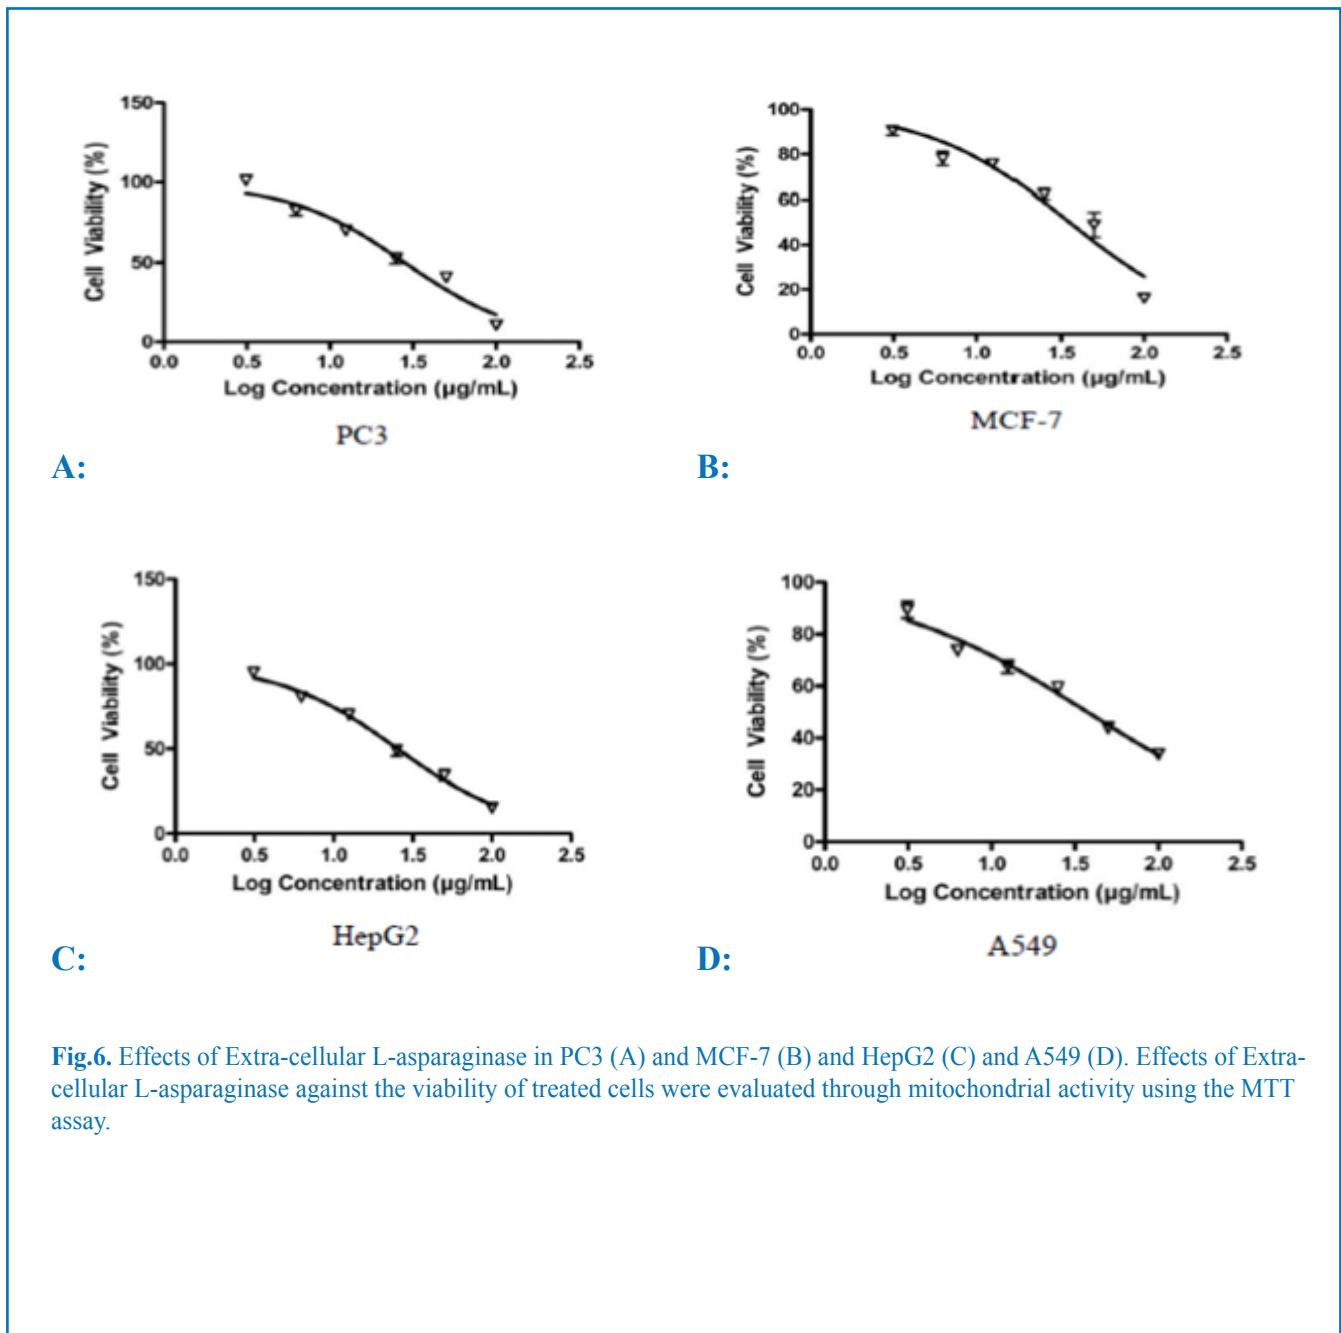 150
100
50
0
Cell Viability (%)
0.0 0.5 1.0 1.5 2.0 2.5
Log Concentration (µg/mL)
PC3
A:
100
80
60
40
20
0
Cell Viability (%)
0.0 0.5 1.0 1.5 2.0 2.5
Log Concentration (µg/mL)
MCF-7
B:
150
100
50
0
Cell Viability (%)
0.0 0.5 1.0 1.5 2.0 2.5
Log Concentration (µg/mL)
HepG2
C:
100
80
60
40
20
0
Cell Viability (%)
0.0 0.5 1.0 1.5 2.0 2.5
Log Concentration (µg/mL)
A549
D:
Fig.6. Effects of Extra-cellular L-asparaginase in PC3 (A) and MCF-7 (B) and HepG2 (C) and A549 (D). Effects of Extra-
cellular L-asparaginase against the viability of treated cells were evaluated through mitochondrial activity using the MTT
assay.